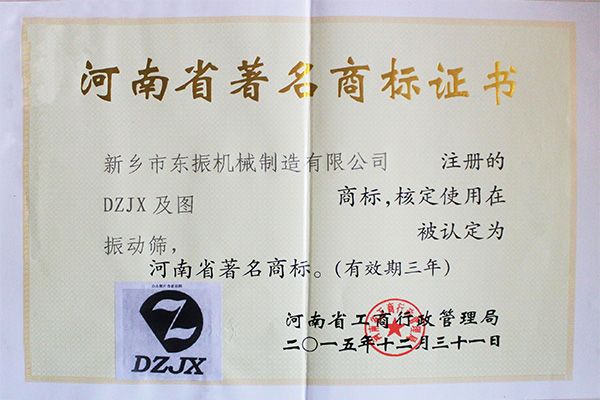 河南省著名商标证书
新乡市东振机械制造有限公司 注册的
DZJX 及图 商标,核定使用在
振动筛, 被认定为
河南省著名商标。(有效期三年)
DZJX
河南省工商行政管理局
二〇一五年十二月三十一日